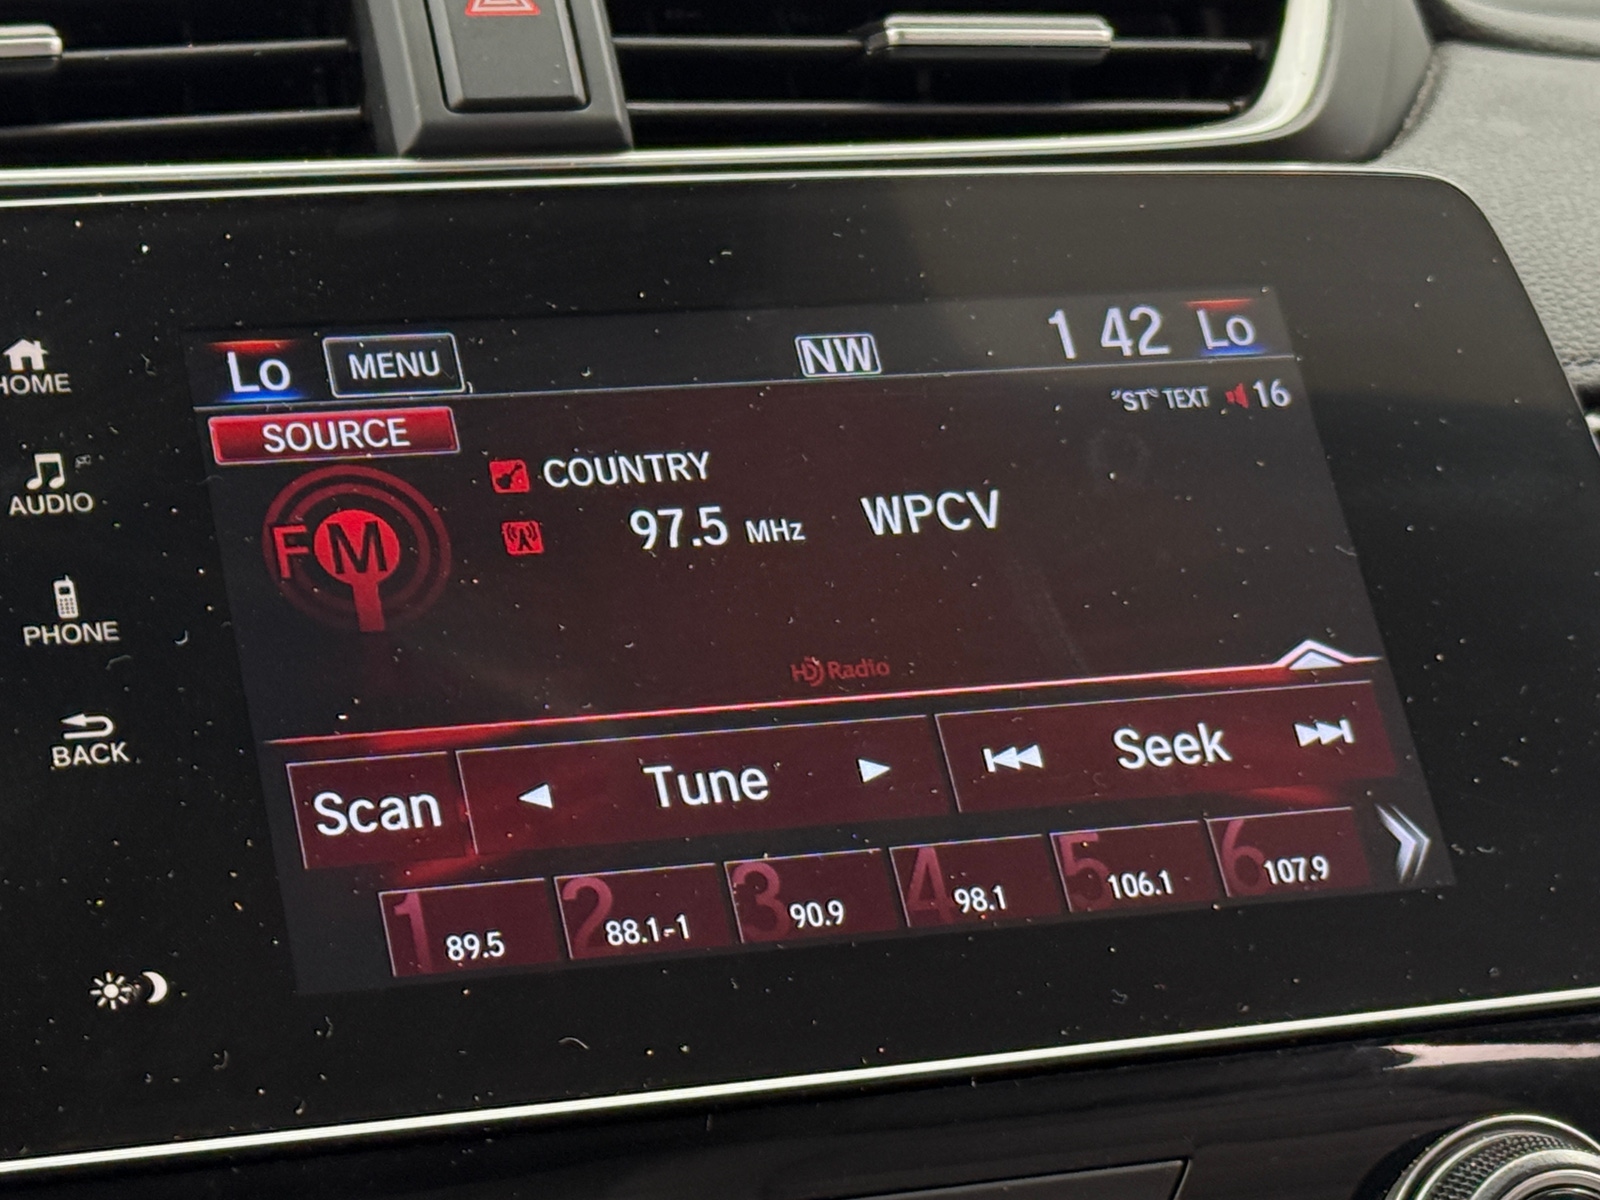 Lo MENU NW 1 42 Lo
"ST" TEXT 16
HOME
SOURCE
COUNTRY
AUDIO
FM
97.5 MHz WPCV
PHONE
HD Radio
BACK
Scan Tune Seek
1 89.5
2 88.1-1
3 90.9
4 98.1
5 106.1
6 107.9